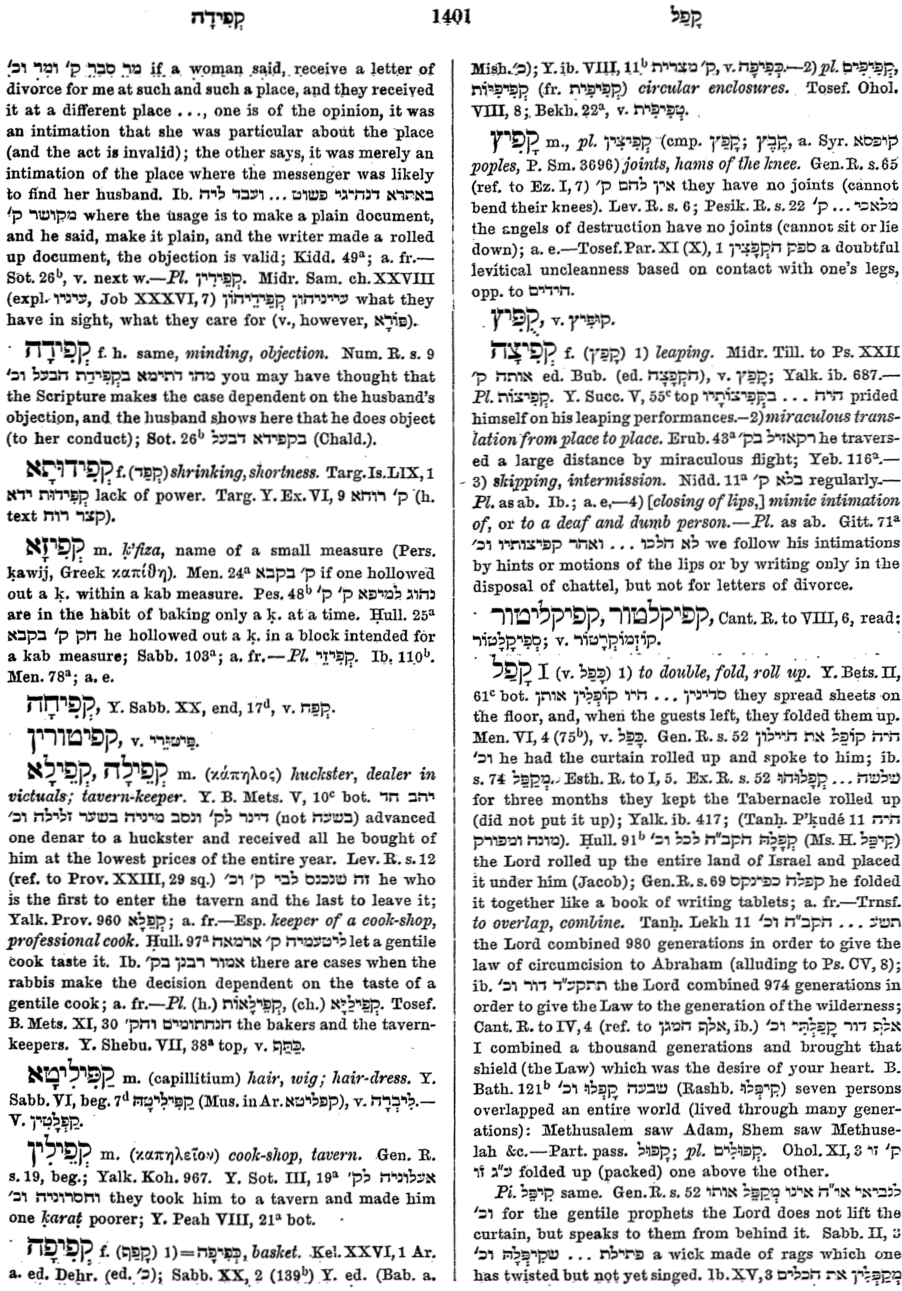 קְפִידָה 1401 קָפַל
מר סבר ק׳ ומר וכ׳ if a woman said, receive a letter of
divorce for me at such and such a place, and they received
it at a different place ..., one is of the opinion, it was
an intimation that she was particular about the place
(and the act is invalid); the other says, it was merely an
intimation of the place where the messenger was likely
to find her husband. Ib. באתרא דנהיגי פשוט ... ועבד ליה
מקושר ק׳ where the usage is to make a plain document,
and he said, make it plain, and the writer made a rolled
up document, the objection is valid; Kidd. 49ᵃ; a. fr.—
Sot. 26ᵇ, v. next w.—Pl. קְפִידִין. Midr. Sam. ch. XXVIII
(expl. עיניו, Job XXXVI, 7) עייניהון קְפִידֵיהוֹן what they
have in sight, what they care for (v., however, פּוֹרָא).
קְפִידָה f. h. same, minding, objection. Num. R. s. 9
מהו דתימא בקְפִידַת הבעל וכ׳ you may have thought that
the Scripture makes the case dependent on the husband's
objection, and the husband shows here that he does object
(to her conduct); Sot. 26ᵇ בקפידא דבעל (Chald.).
קְפִידוּתָא f. (קְפַד) shrinking, shortness. Targ. Is. LIX, 1
קְפִידוּת ידא lack of power. Targ. Y. Ex. VI, 9 ק׳ רוחא (h.
text קצר רוח).
קְפִיזָא m. ḳ'fiza, name of a small measure (Pers.
ḳawij, Greek καπίθη). Men. 24ᵃ ק׳ בקבא if one hollowed
out a ḳ. within a kab measure. Pes. 48ᵇ נהוג למיפא ק׳ ק׳
are in the habit of baking only a ḳ. at a time. Ḥull. 25ᵃ
חק ק׳ בקבא he hollowed out a ḳ. in a block intended for
a kab measure; Sabb. 103ᵃ; a. fr.—Pl. קְפִיזֵי. Ib. 110ᵇ.
Men. 78ᵃ; a. e.
קְפִיחָה, Y. Sabb. XX, end, 17ᵈ, v. קָפַח.
קפיטורין, v. פִּיטוּרֵי.
קְפֵילָה, קְפֵילָא m. (κάπηλος) huckster, dealer in
victuals; tavern-keeper. Y. B. Mets. V, 10ᶜ bot. יהב חד
דינר לק׳ ונסב מיניה בשער זלילה וכ׳ (not בשעה) advanced
one denar to a huckster and received all he bought of
him at the lowest prices of the entire year. Lev. R. s. 12
(ref. to Prov. XXIII, 29 sq.) זה שנכנס לבי ק׳ וכ׳ he who
is the first to enter the tavern and the last to leave it;
Yalk. Prov. 960 קְפֵלָא; a. fr.—Esp. keeper of a cook-shop,
professional cook. Ḥull. 97ᵃ ליטעמיה ק׳ ארמאה let a gentile
cook taste it. Ib. אמור רבנן בק׳ there are cases when the
rabbis make the decision dependent on the taste of a
gentile cook; a. fr.—Pl. (h.) קְפֵילָאוֹת, (ch.) קְפֵילַיָּא. Tosef.
B. Mets. XI, 30 הנחתומים והק׳ the bakers and the tavern-
keepers. Y. Shebu. VII, 38ᵃ top, v. כַּתָּף.
קַפִּילִיטָא m. (capillitium) hair, wig; hair-dress. Y.
Sabb. VI, beg. 7ᵈ קַפִּילִיטָה (Mus. in Ar. קפליטא), v. לִיבְרָה.—
V. קַפְּלָטִין.
קְפֵילִין m. (καπηλεῖον) cook-shop, tavern. Gen. R.
s. 19, beg.; Yalk. Koh. 967. Y. Sot. III, 19ᵃ אעלוניה לק׳
וחסרוניה וכ׳ they took him to a tavern and made him
one karaṭ poorer; Y. Peah VIII, 21ᵃ bot.
קְפִיפָה f. (קָפַף) 1)=כְּפִיפָה, basket. Kel. XXVI, 1 Ar.
a. ed. Dehr. (ed. כ׳); Sabb. XX, 2 (139ᵇ) Y. ed. (Bab. a.
Mish. כ׳); Y. ib. VIII, 11ᵇ ק׳ מצרית, v. כְּפִיפָה.—2) pl. קְפִיפִים,
קְפִיפִיּוֹת (fr. קְפִיפִית) circular enclosures. Tosef. Ohol.
VIII, 8; Bekh. 22ᵃ, v. טְפִיפִית.
קָפִיץ m., pl. קְפִיצִין (cmp. קָפַץ; קָבַץ, a. Syr. קופסא
poples, P. Sm. 3696) joints, hams of the knee. Gen. R. s. 65
(ref. to Ez. I, 7) אין להם ק׳ they have no joints (cannot
bend their knees). Lev. R. s. 6; Pesik. R. s. 22 מלאכי ... ק׳
the angels of destruction have no joints (cannot sit or lie
down); a. e.—Tosef. Par. XI (X), 1 ספק הקְפִצִין a doubtful
levitical uncleanness based on contact with one's legs,
opp. to הידים.
קְפִיץ, v. קופיץ.
קְפִיצָה f. (קָפַץ) 1) leaping. Midr. Till. to Ps. XXII
אותה ק׳ ed. Bub. (ed. הקְפָצָה), v. קָפַץ; Yalk. ib. 687.—
Pl. קְפִיצוֹת. Y. Succ. V, 55ᶜ top היה ... בקְפִיצוֹתָיו prided
himself on his leaping performances.—2) miraculous trans-
lation from place to place. Erub. 43ᵃ דקאזיל בק׳ he travers-
ed a large distance by miraculous flight; Yeb. 116ᵃ.—
3) skipping, intermission. Nidd. 11ᵃ בלא ק׳ regularly.—
Pl. as ab. Ib.; a. e.—4) [closing of lips,] mimic intimation
of, or to a deaf and dumb person.—Pl. as ab. Gitt. 71ᵃ
לא הלכו ... ואחר קפיצותיו וכ׳ we follow his intimations
by hints or motions of the lips or by writing only in the
disposal of chattel, but not for letters of divorce.
קפיקלטור, קפיקליטור, Cant. R. to VIII, 6, read:
סְפִיקָלָטוֹר; v. קוֹזְמוֹקְרָטוֹר.
קָפַל I (v. כָּפַל) 1) to double, fold, roll up. Y. Bets. II,
61ᶜ bot. סדינין ... היו קוֹפְלִין אותן they spread sheets on
the floor, and, when the guests left, they folded them up.
Men. VI, 4 (75ᵇ), v. כָּפַל. Gen. R. s. 52 היה קוֹפֵל את הוילון
וכ׳ he had the curtain rolled up and spoke to him; ib.
s. 74 מְקַפֵּל. Esth. R. to I, 5. Ex. R. s. 52 שלשה ... קְפָלוּהוּ
for three months they kept the Tabernacle rolled up
(did not put it up); Yalk. ib. 417; (Tanḥ. P'kudé 11 היה
מונח ומפורק). Ḥull. 91ᵇ קְפָלָהּ הקב״ה לכל וכ׳ (Ms. H. קִיפֵּל)
the Lord rolled up the entire land of Israel and placed
it under him (Jacob); Gen. R. s. 69 קפלה כפינקס he folded
it together like a book of writing tablets; a. fr.—Trnsf.
to overlap, combine. Tanḥ. Lekh 11 תשע ... הקב״ה וכ׳
the Lord combined 980 generations in order to give the
law of circumcision to Abraham (alluding to Ps. CV, 8);
ib. תתקע״ד דור וכ׳ the Lord combined 974 generations in
order to give the Law to the generation of the wilderness;
Cant. R. to IV, 4 (ref. to אלף המגן, ib.) אלף דור קָפַלְתִּי וכ׳
I combined a thousand generations and brought that
shield (the Law) which was the desire of your heart. B.
Bath. 121ᵇ שבעה קָפְלוּ וכ׳ (Rashb. קִיפְּלוּ) seven persons
overlapped an entire world (lived through many gener-
ations): Methusalem saw Adam, Shem saw Methuse-
lah &c.—Part. pass. קָפוּל; pl. קְפוּלִים. Ohol. XI, 3 ק׳ זו
ע״ג זו folded up (packed) one above the other.
Pi. קִיפֵּל same. Gen. R. s. 52 לנביאי או״ה אינו מְקַפֵּל אותו
וכ׳ for the gentile prophets the Lord does not lift the
curtain, but speaks to them from behind it. Sabb. II, 3
פתילת ... שקִיפְּלָהּ וכ׳ a wick made of rags which one
has twisted but not yet singed. Ib. XV, 3 מְקַפְּלִין את הכלים